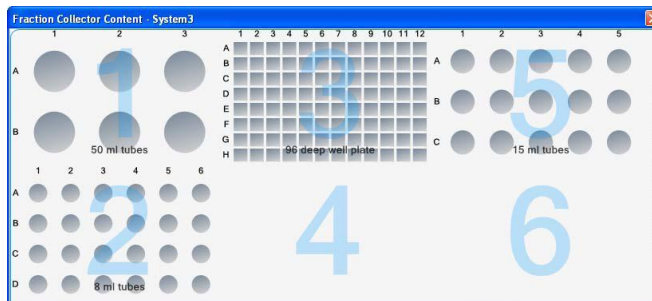 Fraction Collector Content - System3
1 2 3
A
B
1
50 ml tubes
1 2 3 4 5 6 7 8 9 10 11 12
A
B
C
D
E
F
G
H
3
96 deep well plate
1 2 3 4 5
A
B
C
5
15 ml tubes
1 2 3 4 5 6
A
B
C
D
2
8 ml tubes
4
6